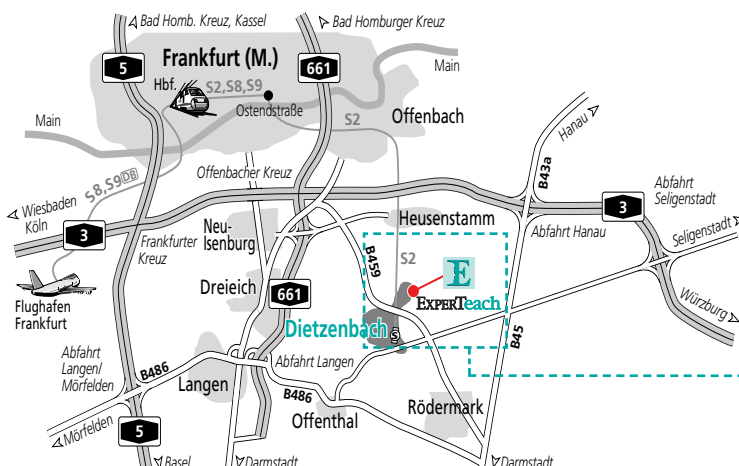 Bad Homb. Kreuz, Kassel
Bad Homburger Kreuz
5
Frankfurt (M.)
661
Hbf.
S2,S8,S9
Main
Ostendstraße
Main
S2
Offenbach
Hanau
B43a
Offenbacher Kreuz
S8,S9 DB
Wiesbaden
Köln
3
Frankfurter
Kreuz
Neu-
Isenburg
Heusenstamm
Abfahrt
Seligenstadt
3
Abfahrt Hanau
Seligenstadt
B459
S2
E
EXPERTeach
Flughafen
Frankfurt
Dreieich
661
Dietzenbach
S
Würzburg
B45
Abfahrt
Langen/
Mörfelden
B486
Abfahrt Langen
Langen
B486
Offenthal
Rödermark
Mörfelden
5
Basel
Darmstadt
Darmstadt